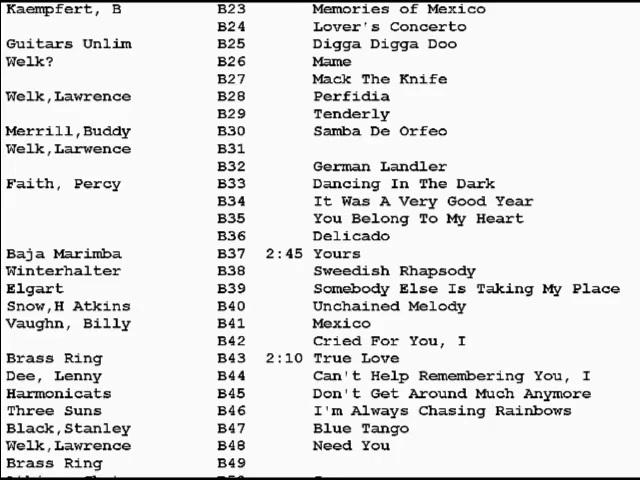 Kaempfert, B B23 Memories of Mexico
B24 Lover's Concerto
Guitars Unlim B25 Digga Digga Doo
Welk? B26 Mame
B27 Mack The Knife
Welk,Lawrence B28 Perfidia
B29 Tenderly
Merrill,Buddy B30 Samba De Orfeo
Welk,Larwence B31
B32 German Landler
Faith, Percy B33 Dancing In The Dark
B34 It Was A Very Good Year
B35 You Belong To My Heart
B36 Delicado
Baja Marimba B37 2:45 Yours
Winterhalter B38 Sweedish Rhapsody
Elgart B39 Somebody Else Is Taking My Place
Snow,H Atkins B40 Unchained Melody
Vaughn, Billy B41 Mexico
B42 Cried For You, I
Brass Ring B43 2:10 True Love
Dee, Lenny B44 Can't Help Remembering You, I
Harmonicats B45 Don't Get Around Much Anymore
Three Suns B46 I'm Always Chasing Rainbows
Black,Stanley B47 Blue Tango
Welk,Lawrence B48 Need You
Brass Ring B49